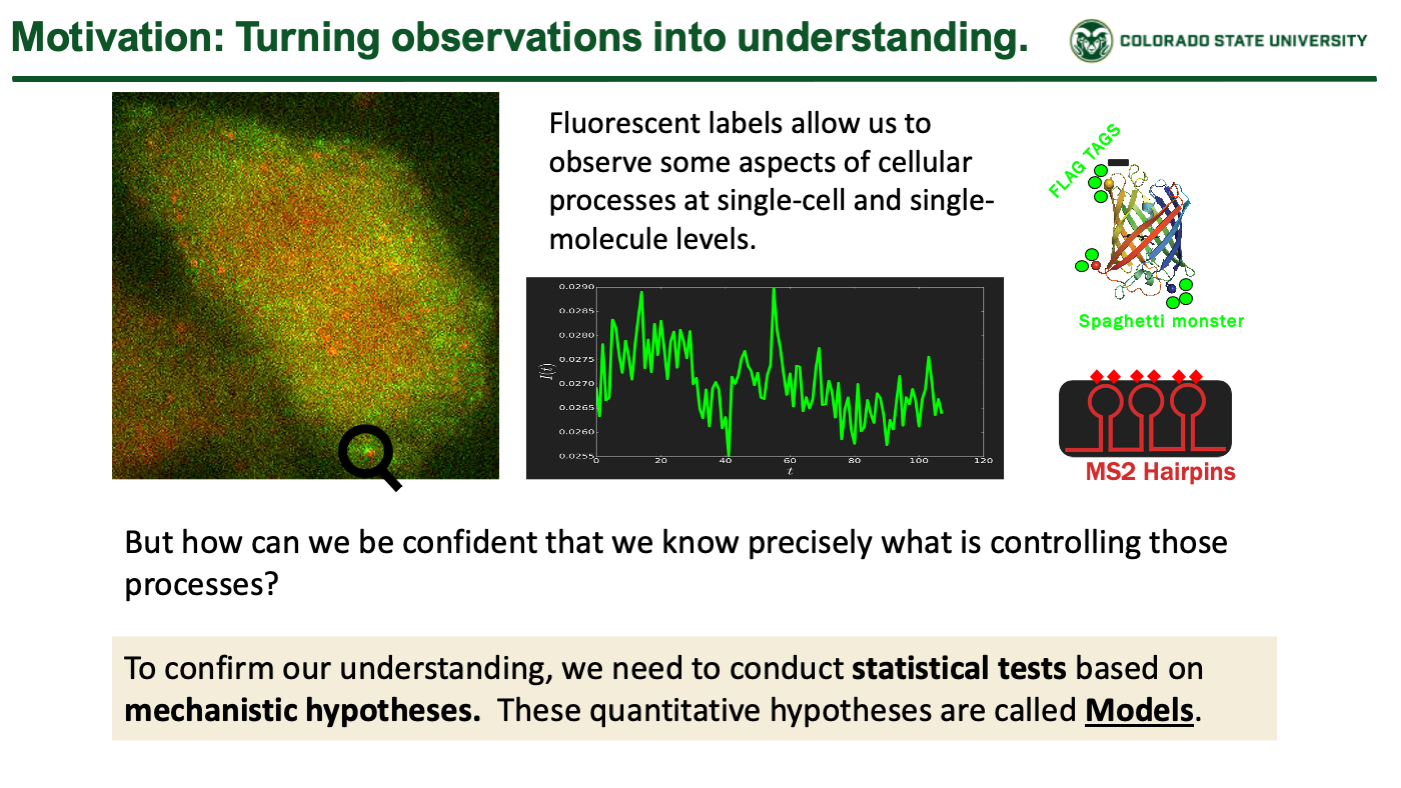 Motivation: Turning observations into understanding.
COLORADO STATE UNIVERSITY
Fluorescent labels allow us to
observe some aspects of cellular
processes at single-cell and single-
molecule levels.
FLAG TAGS
Spaghetti monster
0.0290
0.0285
0.0280
0.0275
0.0270
0.0265
0.0260
0.0255
I(t)
0 20 40 60 80 100 120
t
MS2 Hairpins
But how can we be confident that we know precisely what is controlling those
processes?
To confirm our understanding, we need to conduct statistical tests based on
mechanistic hypotheses. These quantitative hypotheses are called Models.